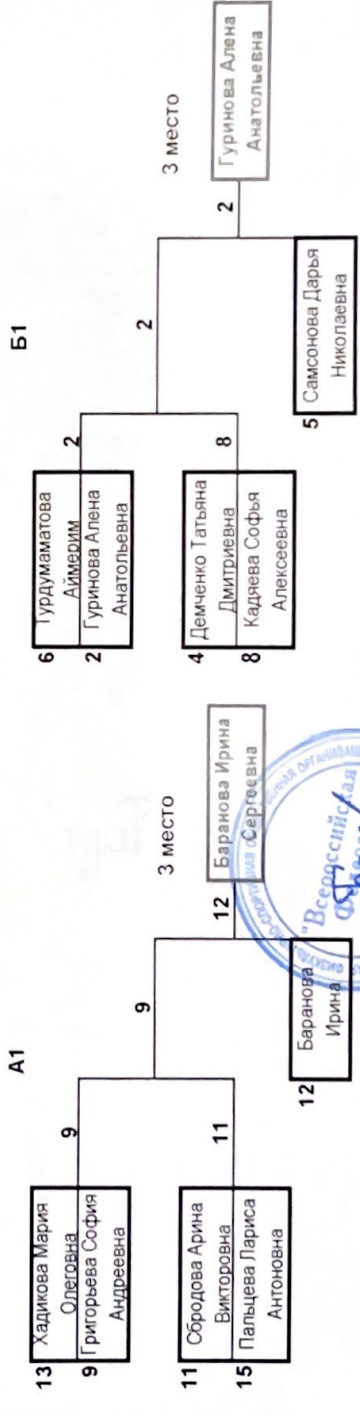 А1
13 Хадикова Мария
Олеговна
9 Григорьева София
Андреевна
9
11 Сбродова Арина
Викторовна
15 Пальцева Лариса
Антоновна
11
9
12 Баранова
Ирина
12
3 место
Баранова Ирина
Сергеевна
"Всероссийская
Б1
6 Турдумаматова
Аймерим
2 Гуринова Алена
Анатольевна
2
4 Демченко Татьяна
Дмитриевна
8 Кадяева Софья
Алексеевна
8
2
5 Самсонова Дарья
Николаевна
2
3 место
Гуринова Алена
Анатольевна